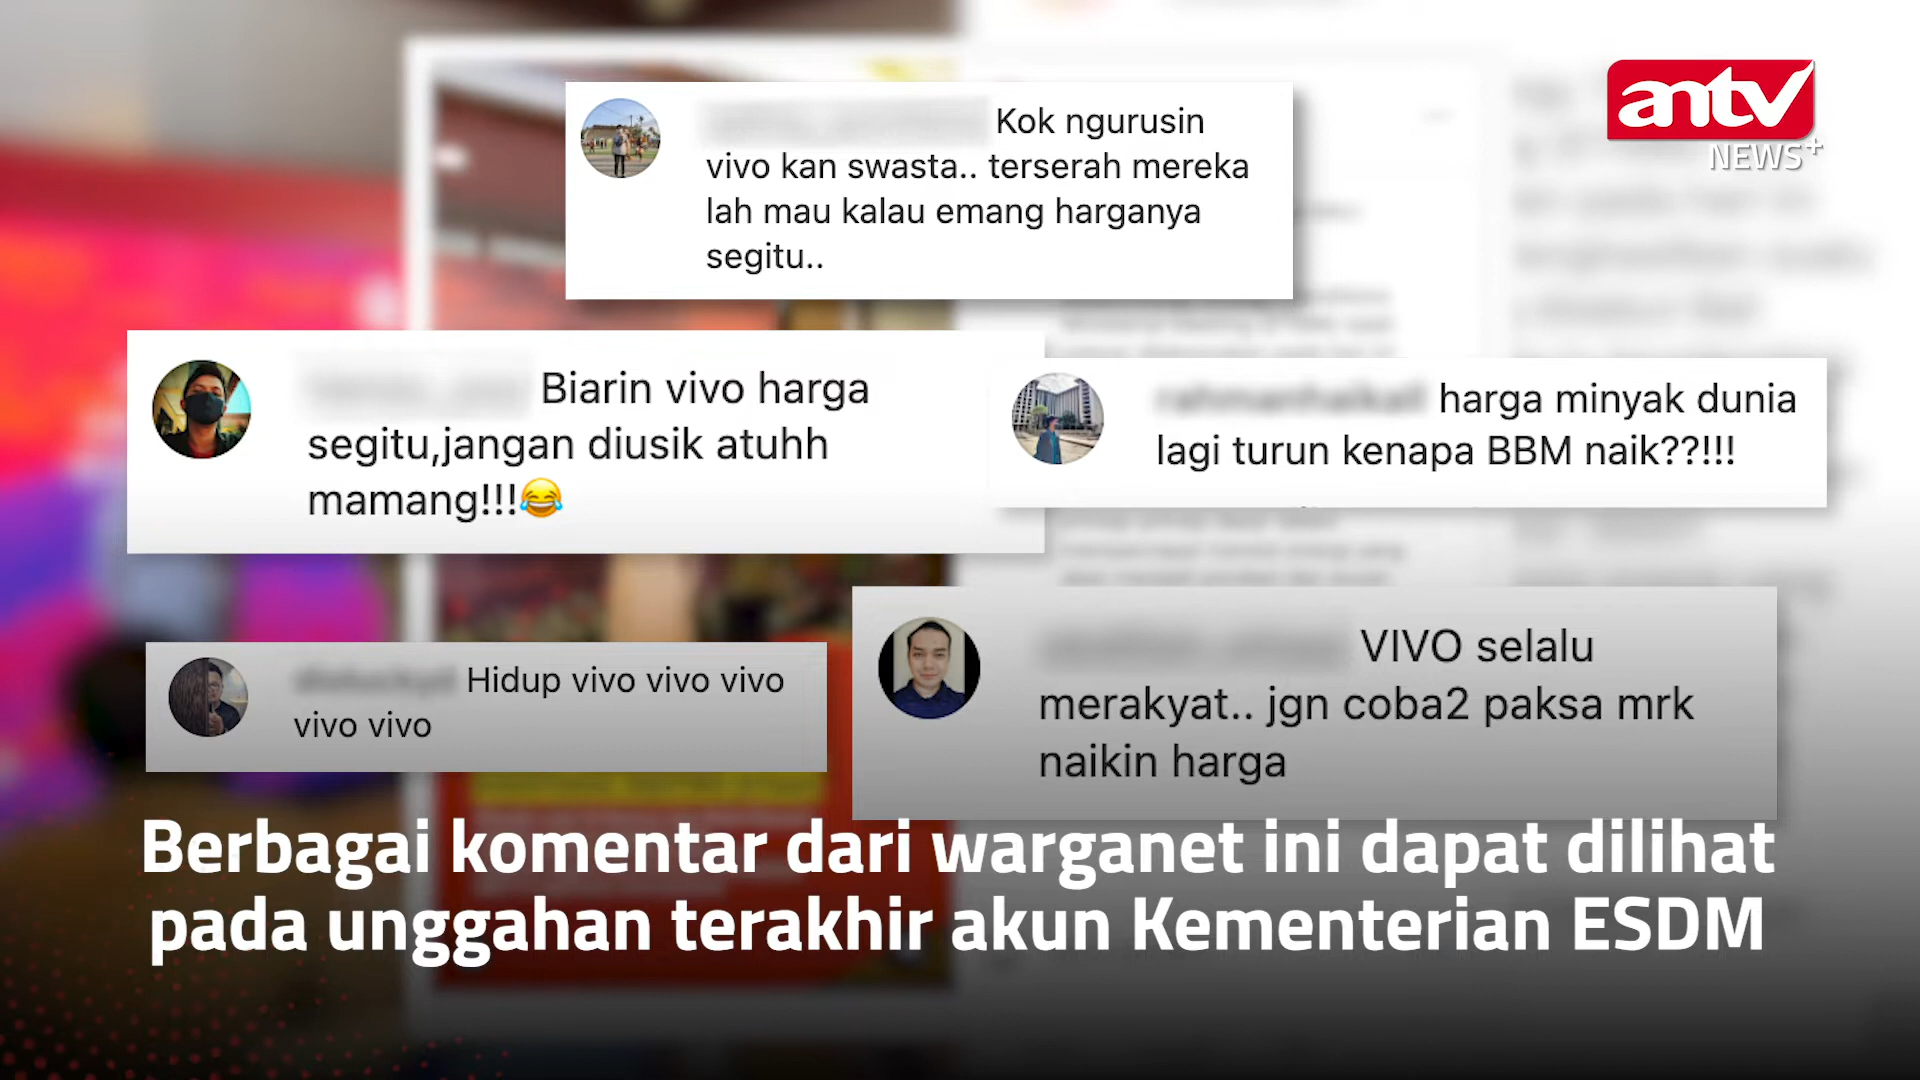 antv
NEWS+
Kok ngurusin
vivo kan swasta.. terserah mereka
lah mau kalau emang harganya
segitu..
Biarin vivo harga
segitu,jangan diusik atuhh
mamang!!!😂
harga minyak dunia
lagi turun kenapa BBM naik??!!!
Hidup vivo vivo vivo
vivo vivo
VIVO selalu
merakyat.. jgn coba2 paksa mrk
naikin harga
Berbagai komentar dari warganet ini dapat dilihat
pada unggahan terakhir akun Kementerian ESDM